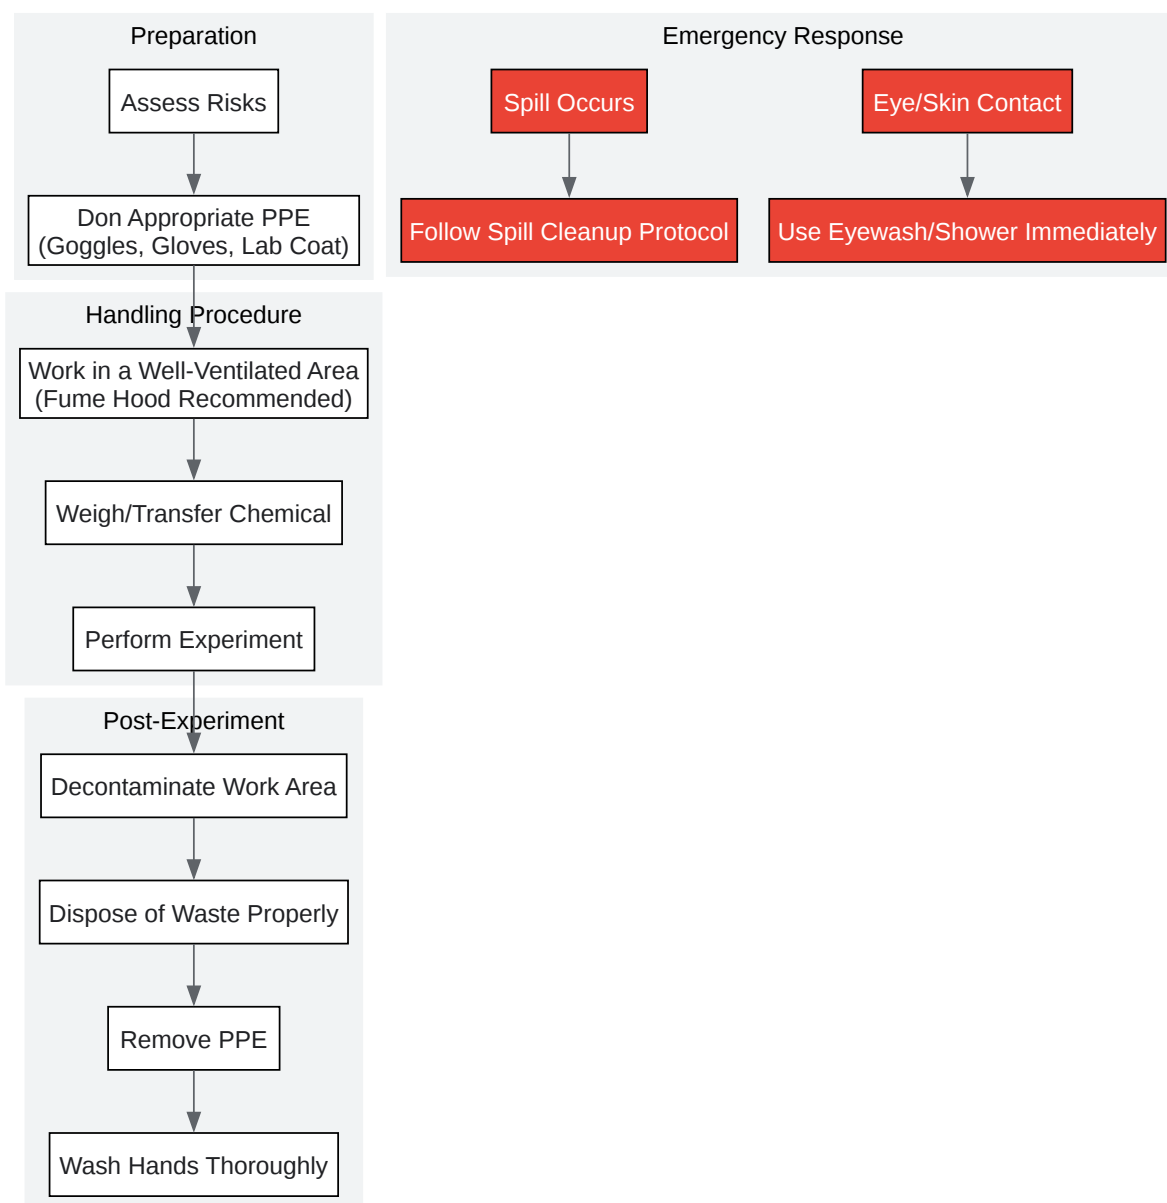 Preparation
Assess Risks
Don Appropriate PPE
(Goggles, Gloves, Lab Coat)
Handling Procedure
Work in a Well-Ventilated Area
(Fume Hood Recommended)
Weigh/Transfer Chemical
Perform Experiment
Post-Experiment
Decontaminate Work Area
Dispose of Waste Properly
Remove PPE
Wash Hands Thoroughly
Emergency Response
Spill Occurs
Follow Spill Cleanup Protocol
Eye/Skin Contact
Use Eyewash/Shower Immediately